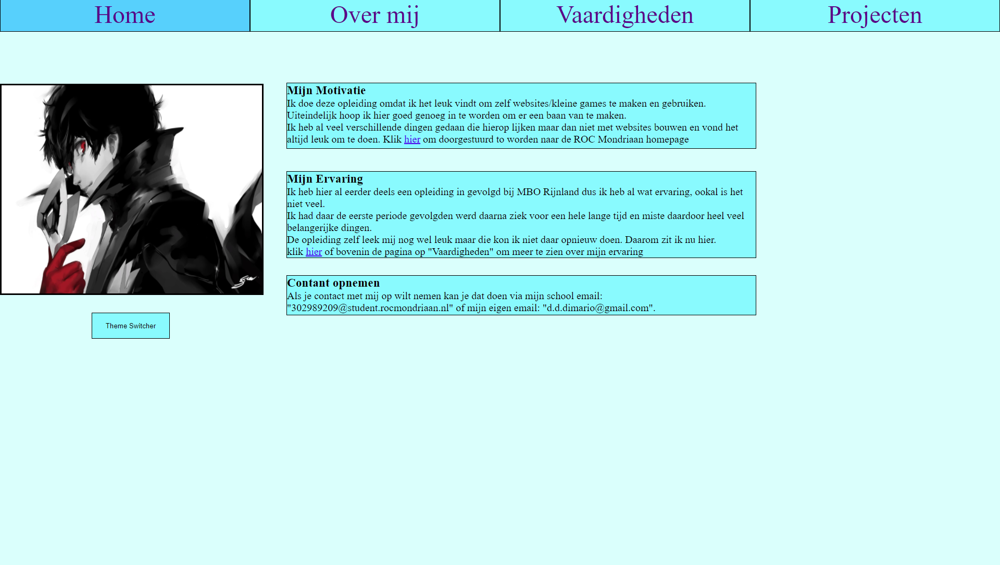 Home Over mij Vaardigheden Projecten
Mijn Motivatie
Ik doe deze opleiding omdat ik het leuk vindt om zelf websites/kleine games te maken en gebruiken.
Uiteindelijk hoop ik hier goed genoeg in te worden om er een baan van te maken.
Ik heb al veel verschillende dingen gedaan die hierop lijken maar dan niet met websites bouwen en vond het
altijd leuk om te doen. Klik hier om doorgestuurd to worden naar de ROC Mondriaan homepage
Mijn Ervaring
Ik heb hier al eerder deels een opleiding in gevolgd bij MBO Rijnland dus ik heb al wat ervaring, ookal is het
niet veel.
Ik had daar de eerste periode gevolgden werd daarna ziek voor een hele lange tijd en miste daardoor heel veel
belangerijke dingen.
De opleiding zelf leek mij nog wel leuk maar die kon ik niet daar opnieuw doen. Daarom zit ik nu hier.
klik hier of bovenin de pagina op "Vaardigheden" om meer te zien over mijn ervaring
Contant opnemen
Als je contact met mij op wilt nemen kan je dat doen via mijn school email:
"302989209@student.rocmondriaan.nl" of mijn eigen email: "d.d.dimario@gmail.com".
Theme Switcher